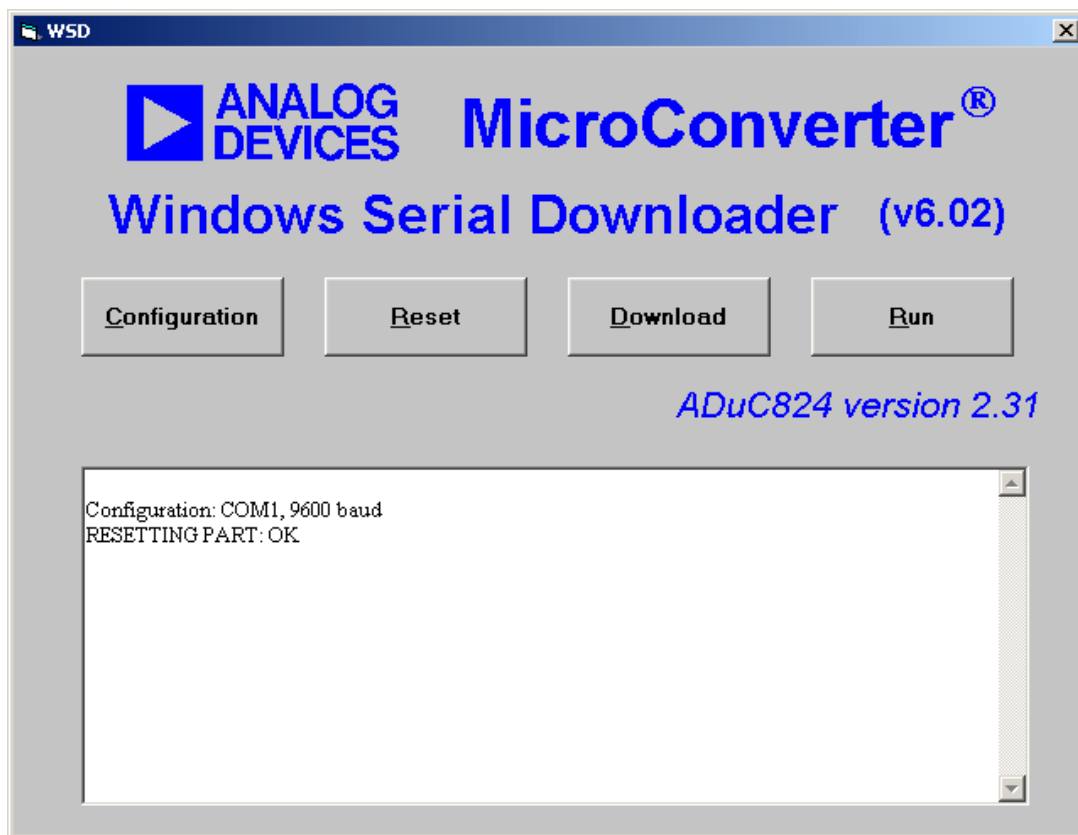 WSD
ANALOG
DEVICES
MicroConverter®
Windows Serial Downloader (v6.02)
Configuration
Reset
Download
Run
ADuC824 version 2.31
Configuration: COM1, 9600 baud
RESETTING PART: OK